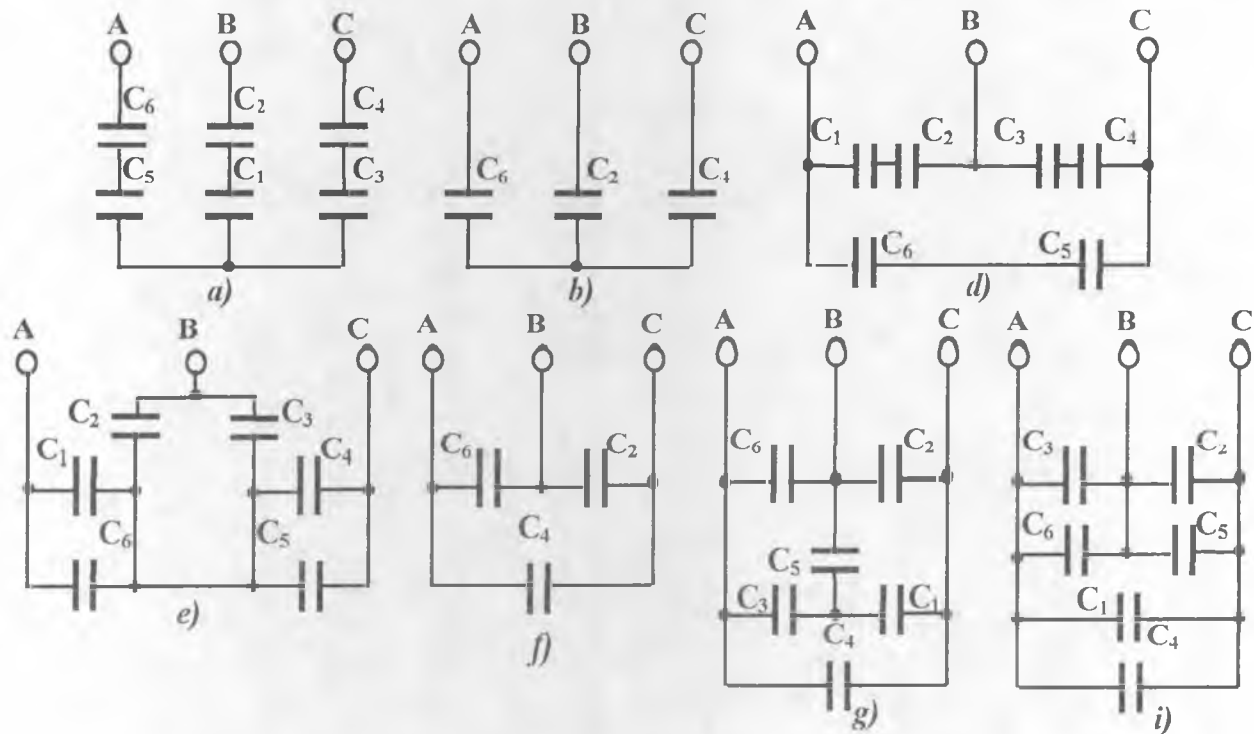 A B C
C₆ C₂ C₄
C₅ C₁ C₃
a)
A B C
C₆ C₂ C₄
b)
A B C
C₁ C₂ C₃ C₄
C₆ C₅
d)
A B C
C₂ C₃
C₁ C₄
C₆ C₅
e)
A B C
C₆ C₂
C₄
f)
A B C
C₆ C₂
C₅
C₃ C₁
C₄
g)
A B C
C₃ C₂
C₆ C₅
C₁
C₄
i)